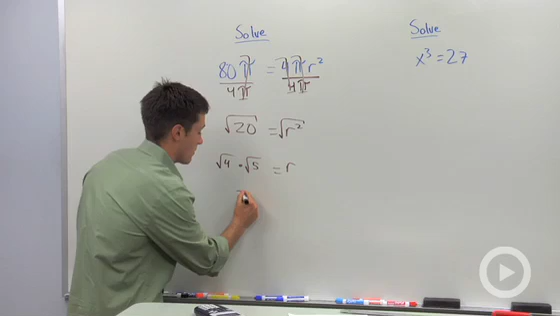 Solve
80π = 4πr²
4π 4π
√20 = √r²
√4 • √5 = r
Solve
x³ = 27